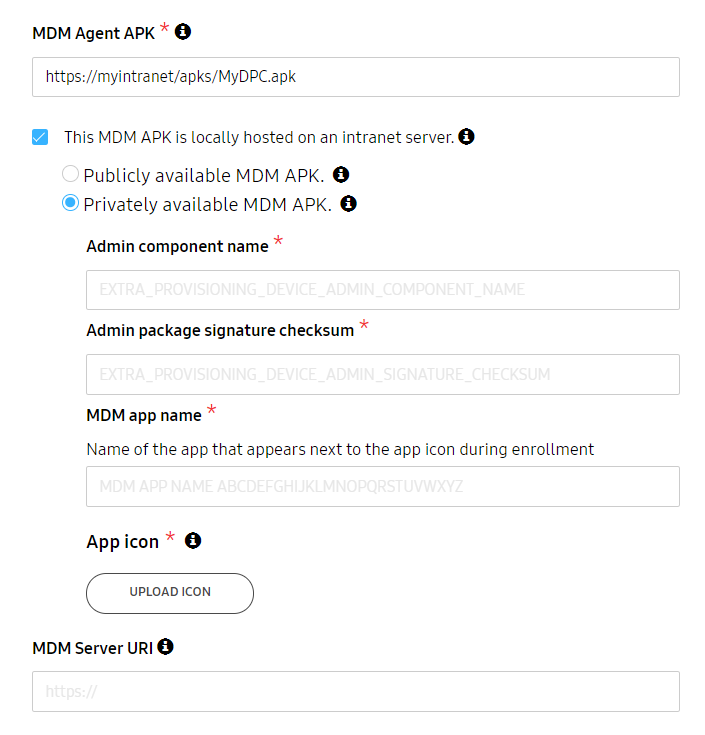 MDM Agent APK *
https://myintranet/apks/MyDPC.apk
This MDM APK is locally hosted on an intranet server.
Publicly available MDM APK.
Privately available MDM APK.
Admin component name *
EXTRA_PROVISIONING_DEVICE_ADMIN_COMPONENT_NAME
Admin package signature checksum *
EXTRA_PROVISIONING_DEVICE_ADMIN_SIGNATURE_CHECKSUM
MDM app name *
Name of the app that appears next to the app icon during enrollment
MDM APP NAME ABCDEFGHIJKLMNOPQRSTUVWXYZ
App icon *
UPLOAD ICON
MDM Server URI
https://